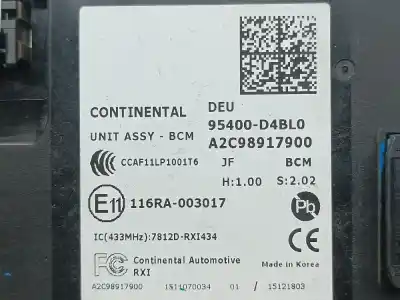 CONTINENTAL DEU
UNIT ASSY - BCM 95400-D4BL0
A2C98917900
CCAF11LP1001T6 JF BCM
H:1.00 S:2.02
E11 116RA-003017 Pb
IC(433MHz):7812D-RXI434
FC Continental Automotive CE
RXI Made in Korea
A2C98917900 1511070034 01 / 15121803